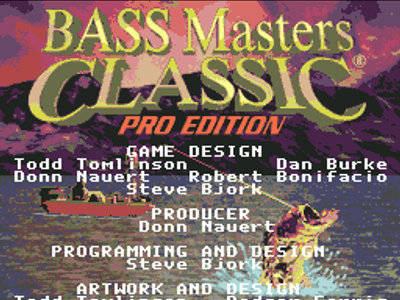 BASS Masters
CLASSIC®
PRO EDITION
GAME DESIGN
Todd Tomlinson Dan Burke
Donn Nauert Robert Bonifacio
Steve Bjork
PRODUCER
Donn Nauert
PROGRAMMING AND DESIGN
Steve Bjork
ARTWORK AND DESIGN